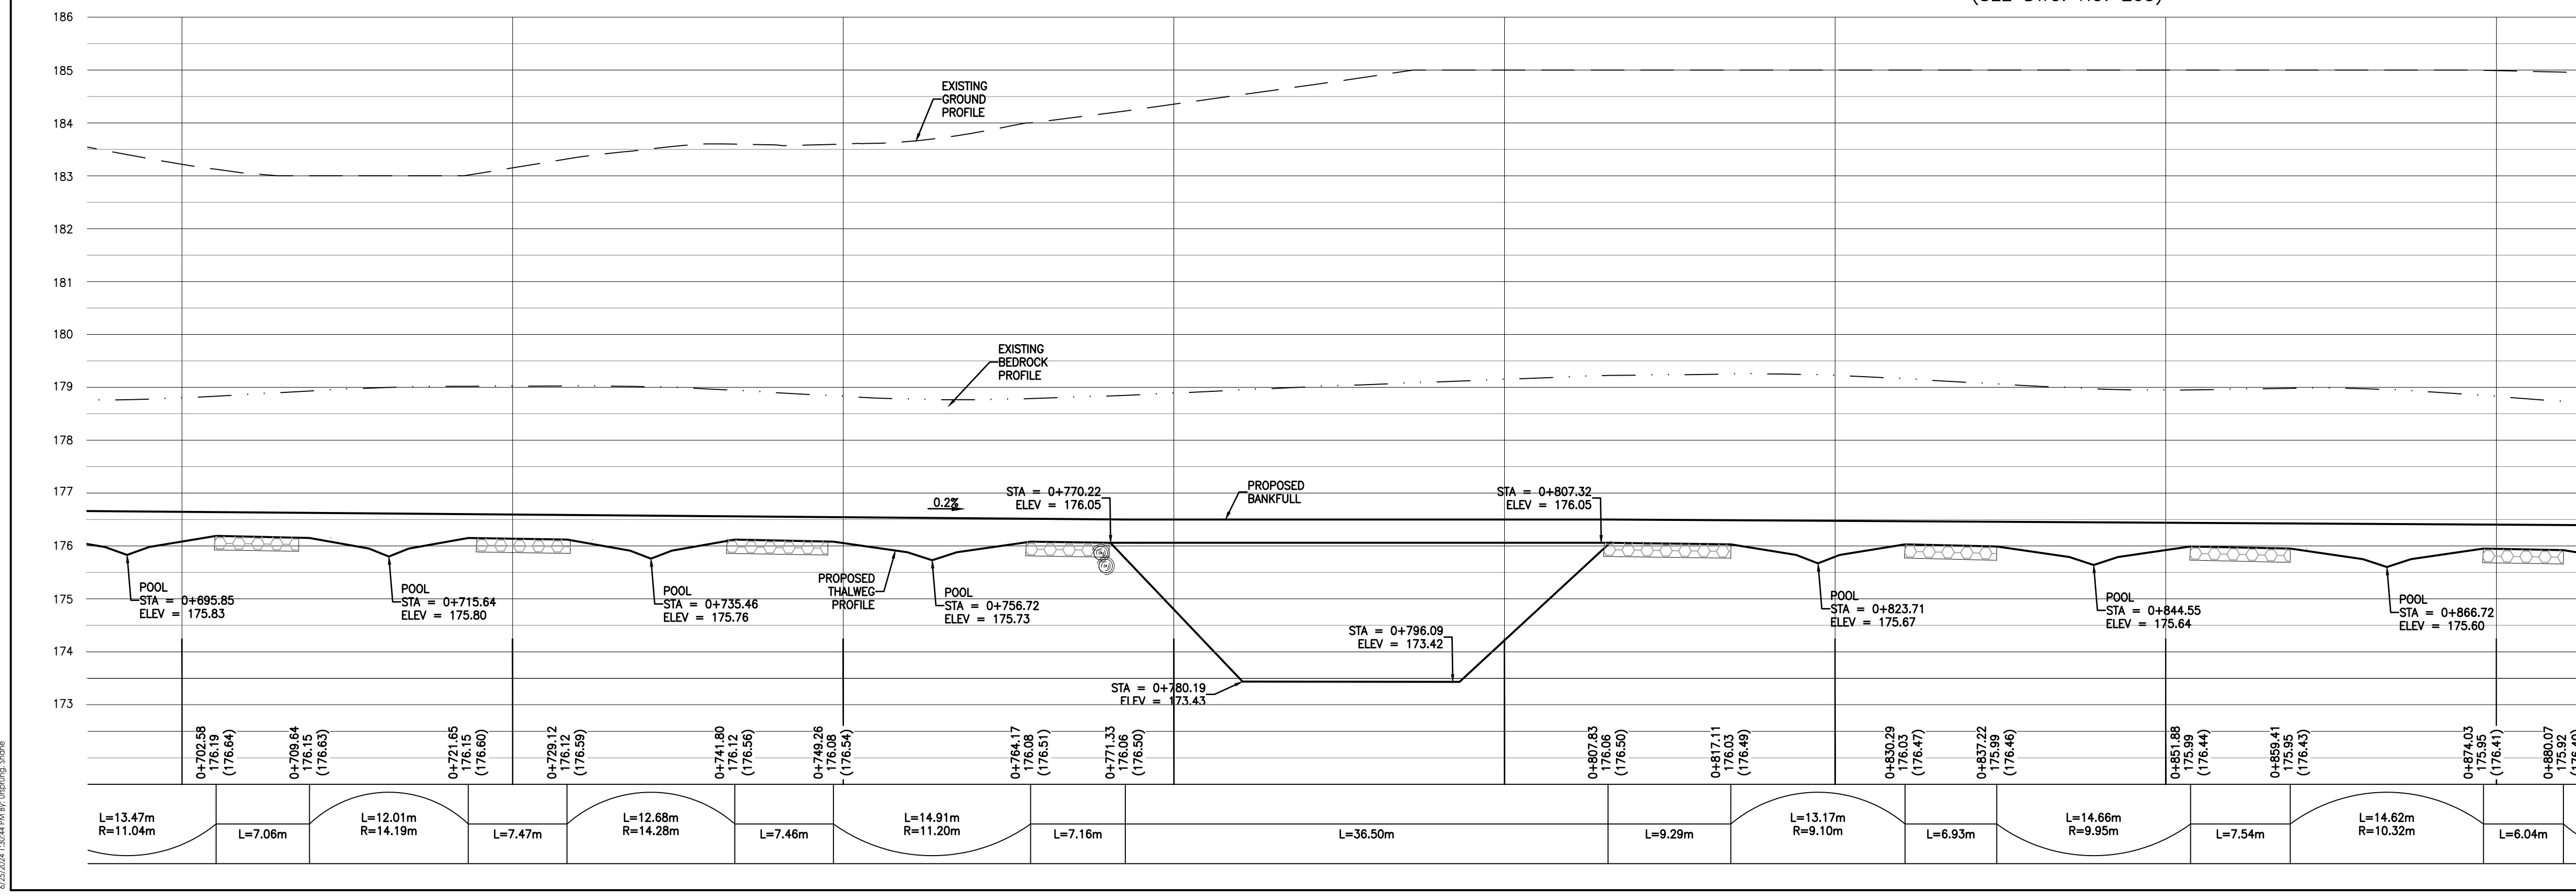 186
185
184
183
182
181
180
179
178
177
176
175
174
173
EXISTING
GROUND
PROFILE
EXISTING
BEDROCK
PROFILE
0.2%
STA = 0+770.22
ELEV = 176.05
PROPOSED
BANKFULL
STA = 0+807.32
ELEV = 176.05
POOL
STA = 0+695.85
ELEV = 175.83
POOL
STA = 0+715.64
ELEV = 175.80
POOL
STA = 0+735.46
ELEV = 175.76
PROPOSED
THALWEG
PROFILE
POOL
STA = 0+756.72
ELEV = 175.73
STA = 0+780.19
ELEV = 173.43
STA = 0+796.09
ELEV = 173.42
POOL
STA = 0+823.71
ELEV = 175.67
POOL
STA = 0+844.55
ELEV = 175.64
POOL
STA = 0+866.72
ELEV = 175.60
0+702.58
176.19
(176.64)
0+709.64
176.15
(176.63)
0+721.65
176.15
(176.60)
0+729.12
176.12
(176.59)
0+741.80
176.12
(176.56)
0+749.26
176.08
(176.54)
0+764.17
176.08
(176.51)
0+771.33
176.06
(176.50)
0+807.83
176.06
(176.50)
0+817.11
176.03
(176.49)
0+830.29
176.03
(176.47)
0+837.22
175.99
(176.46)
0+851.88
175.99
(176.44)
0+859.41
175.95
(176.43)
0+874.03
175.95
(176.41)
0+880.07
175.92
L=13.47m
R=11.04m
L=7.06m
L=12.01m
R=14.19m
L=7.47m
L=12.68m
R=14.28m
L=7.46m
L=14.91m
R=11.20m
L=7.16m
L=36.50m
L=9.29m
L=13.17m
R=9.10m
L=6.93m
L=14.66m
R=9.95m
L=7.54m
L=14.62m
R=10.32m
L=6.04m
6/25/2024 1:30:44 PM By: Ursprung, Shane